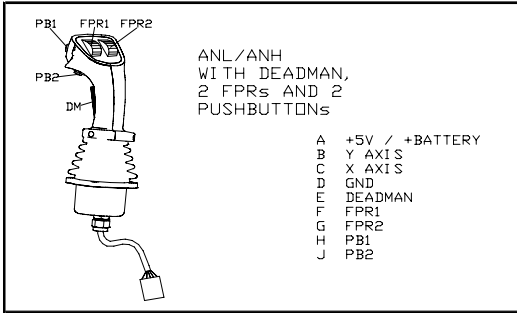 PB1 FPR1 FPR2
PB2
DM
ANL/ANH
WITH DEADMAN,
2 FPRs AND 2
PUSHBUTTONs
A +5V / +BATTERY
B Y AXIS
C X AXIS
D GND
E DEADMAN
F FPR1
G FPR2
H PB1
J PB2